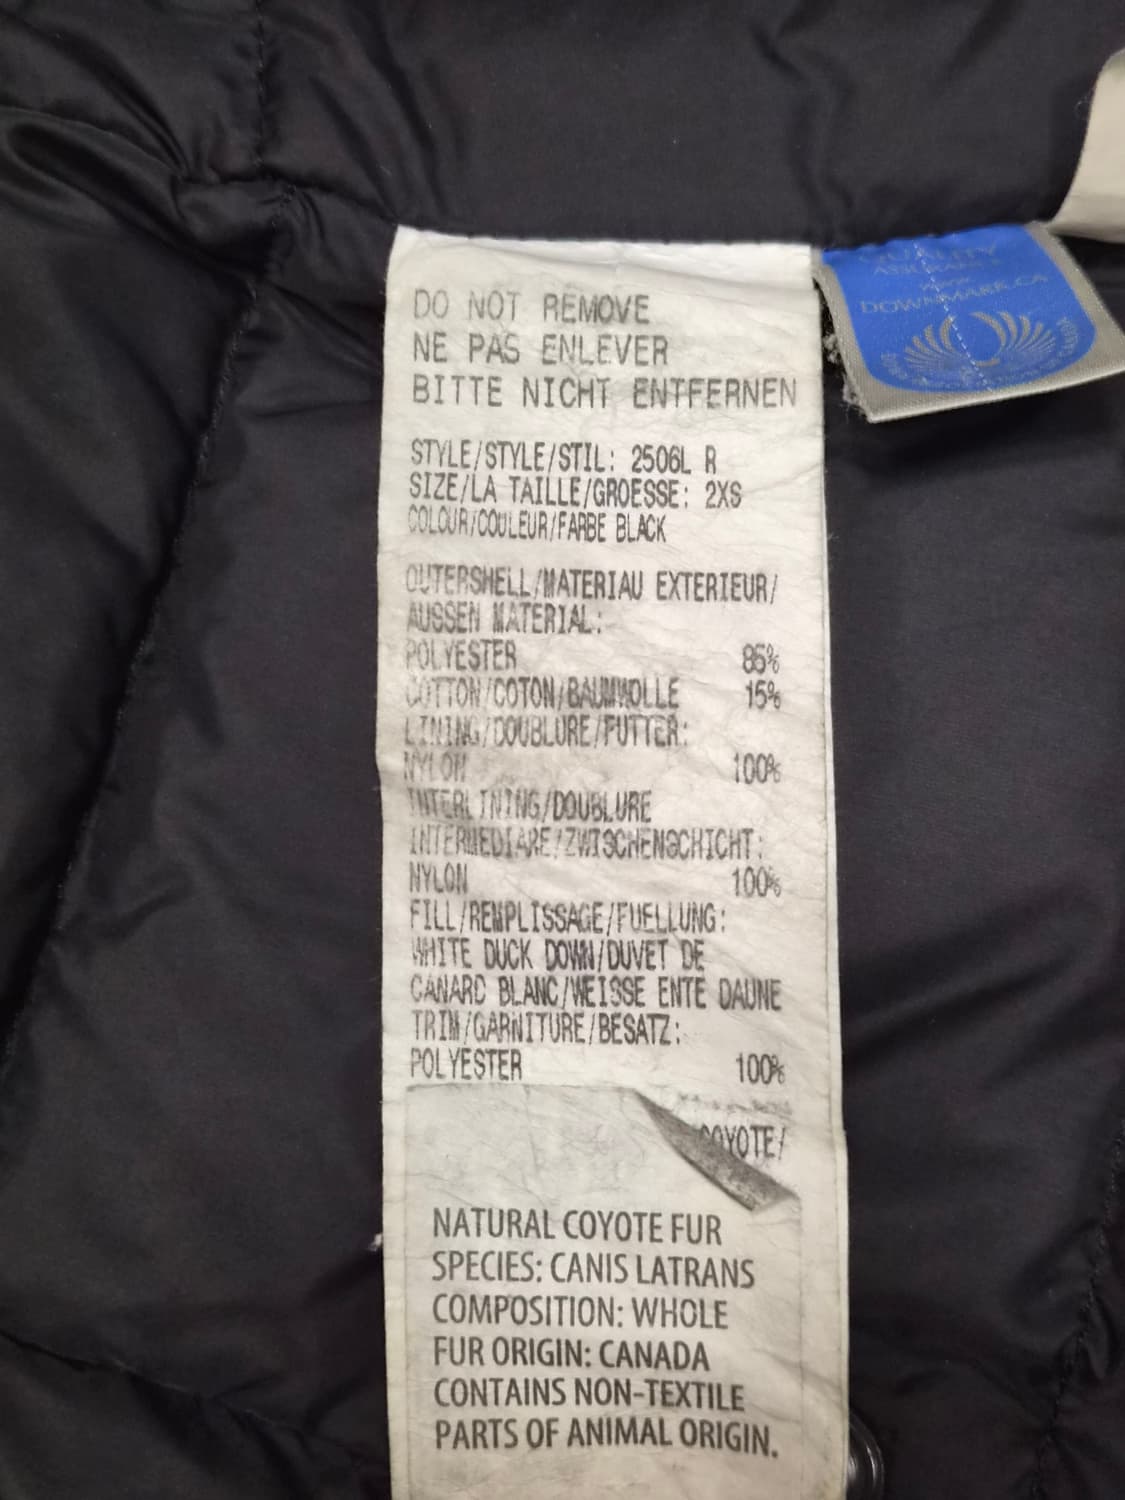 DO NOT REMOVE
NE PAS ENLEVER
BITTE NICHT ENTFERNEN
STYLE/STYLE/STIL: 2506L R
SIZE/LA TAILLE/GROESSE: 2XS
COLOUR/COULEUR/FARBE BLACK
OUTERSHELL/MATERIAU EXTERIEUR/
AUSSEN MATERIAL:
POLYESTER 85%
COTTON/COTON/BAUMWOLLE 15%
LINING/DOUBLURE/FUTTER:
NYLON 100%
INTERLINING/DOUBLURE
INTERMEDIARE/ZWISCHENSCHICHT:
NYLON 100%
FILL/REMPLISSAGE/FUELLUNG:
WHITE DUCK DOWN/DUVET DE
CANARD BLANC/WEISSE ENTE DAUNE
TRIM/GARNITURE/BESATZ:
POLYESTER 100%
COYOTE/
NATURAL COYOTE FUR
SPECIES: CANIS LATRANS
COMPOSITION: WHOLE
FUR ORIGIN: CANADA
CONTAINS NON-TEXTILE
PARTS OF ANIMAL ORIGIN.
QUALITY
DOWNMARK.CA